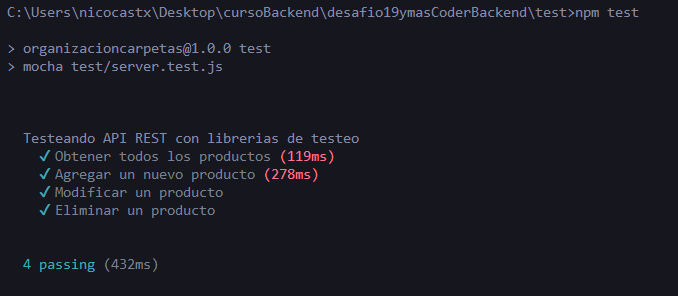 C:\Users\nicocastx\Desktop\cursoBackend\desafio19ymasCoderBackend\test>npm test
> organizacioncarpetas@1.0.0 test
> mocha test/server.test.js
Testeando API REST con librerias de testeo
✓ Obtener todos los productos (119ms)
✓ Agregar un nuevo producto (278ms)
✓ Modificar un producto
✓ Eliminar un producto
4 passing (432ms)